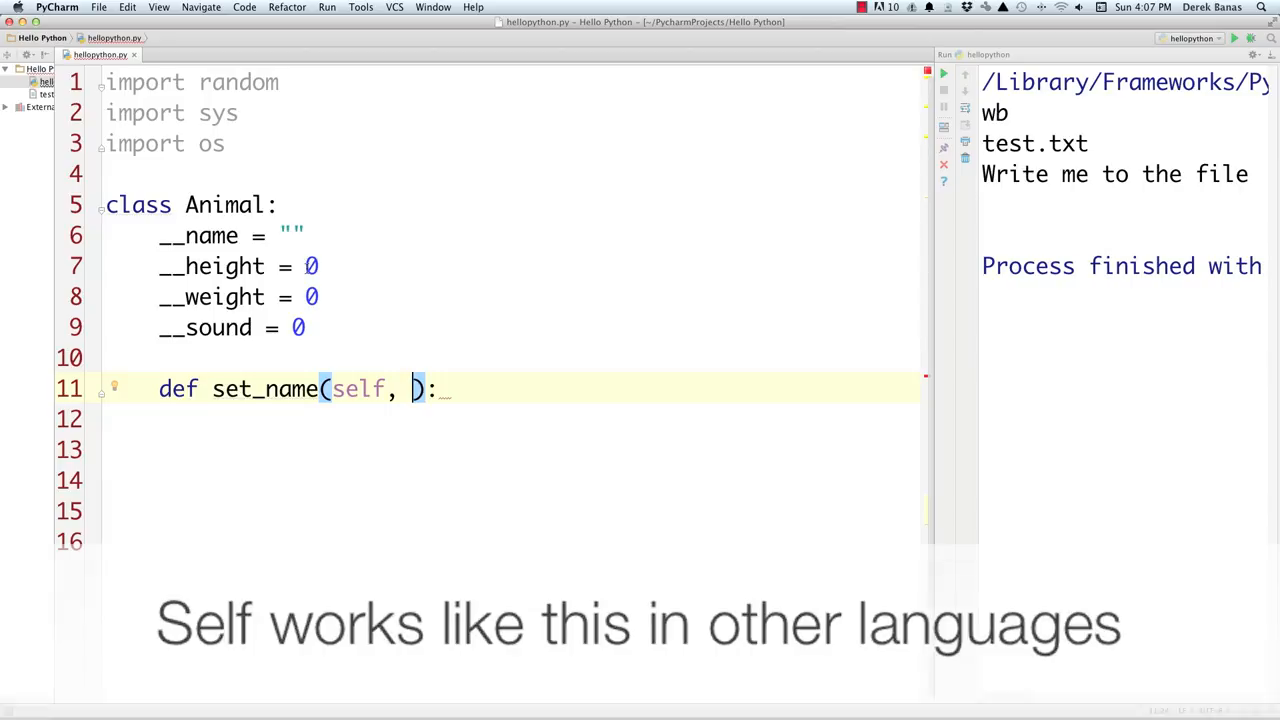 PyCharm File Edit View Navigate Code Refactor Run Tools VCS Window Help 10 Sun 4:07 PM Derek Banas
hellopython.py – Hello Python – [~/PycharmProjects/Hello Python]
Hello Python hellopython.py hellopython
hellopython.py Run hellopython
Hello P
hell
test
Extern
1 import random
2 import sys
3 import os
4
5 class Animal:
6 __name = ""
7 __height = 0
8 __weight = 0
9 __sound = 0
10
11 def set_name(self, ):
12
13
14
15
16
/Library/Frameworks/Py
wb
test.txt
Write me to the file
Process finished with
Self works like this in other languages